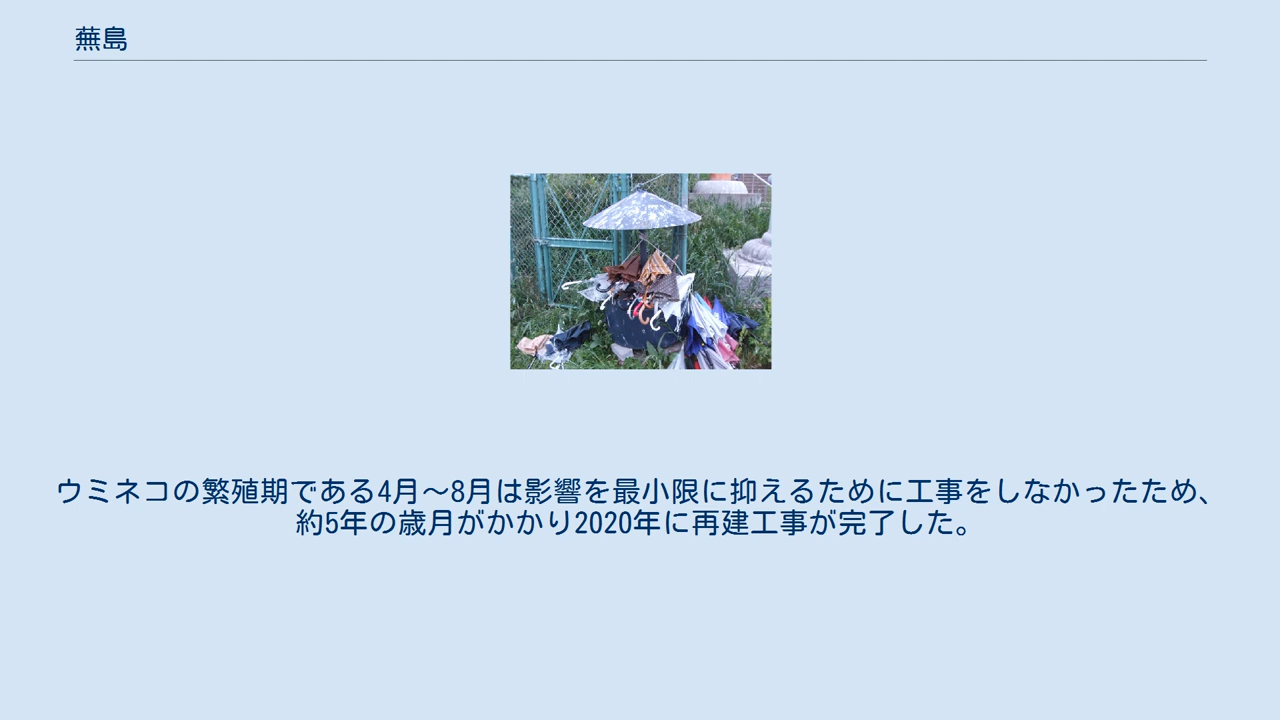 蕪島
ウミネコの繁殖期である4月～8月は影響を最小限に抑えるために工事をしなかったため、
約5年の歳月がかかり2020年に再建工事が完了した。